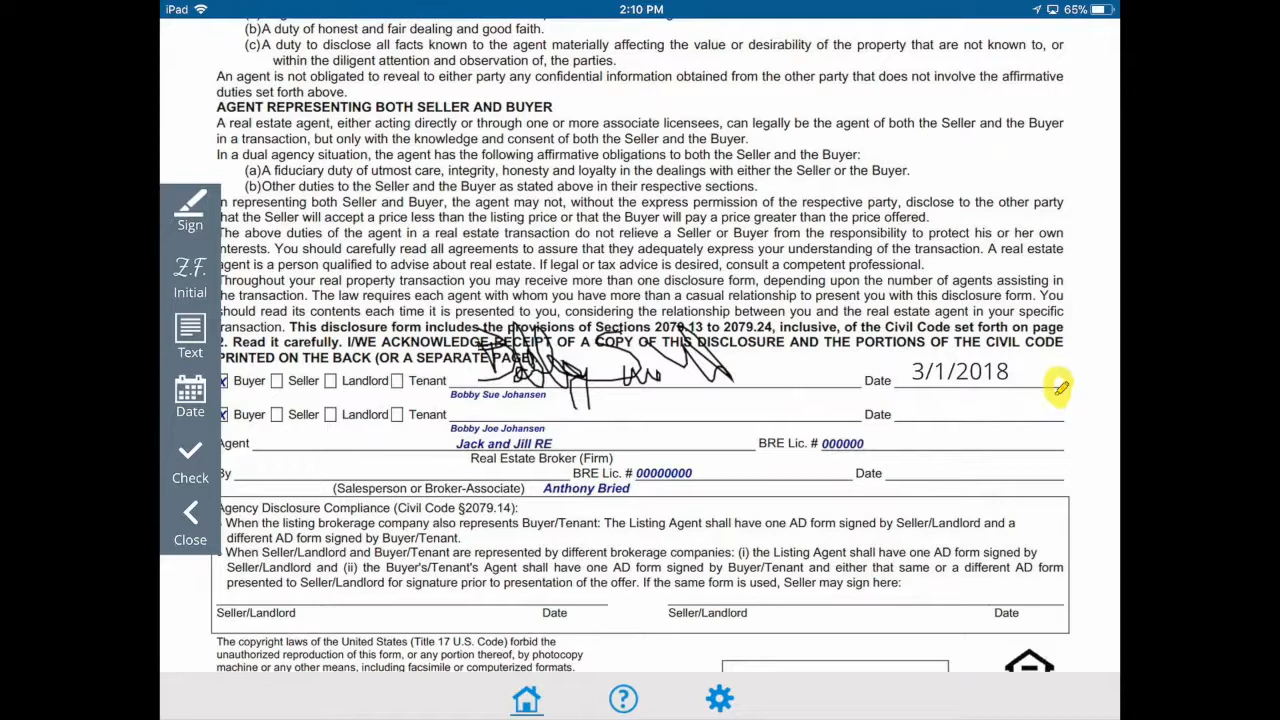 iPad 2:10 PM 65%
(b)A duty of honest and fair dealing and good faith.
(c)A duty to disclose all facts known to the agent materially affecting the value or desirability of the property that are not known to, or
within the diligent attention and observation of, the parties.
An agent is not obligated to reveal to either party any confidential information obtained from the other party that does not involve the affirmative
duties set forth above.
AGENT REPRESENTING BOTH SELLER AND BUYER
A real estate agent, either acting directly or through one or more associate licensees, can legally be the agent of both the Seller and the Buyer
in a transaction, but only with the knowledge and consent of both the Seller and the Buyer.
In a dual agency situation, the agent has the following affirmative obligations to both the Seller and the Buyer:
(a)A fiduciary duty of utmost care, integrity, honesty and loyalty in the dealings with either the Seller or the Buyer.
(b)Other duties to the Seller and the Buyer as stated above in their respective sections.
n representing both Seller and Buyer, the agent may not, without the express permission of the respective party, disclose to the other party
hat the Seller will accept a price less than the listing price or that the Buyer will pay a price greater than the price offered.
The above duties of the agent in a real estate transaction do not relieve a Seller or Buyer from the responsibility to protect his or her own
nterests. You should carefully read all agreements to assure that they adequately express your understanding of the transaction. A real estate
agent is a person qualified to advise about real estate. If legal or tax advice is desired, consult a competent professional.
Throughout your real property transaction you may receive more than one disclosure form, depending upon the number of agents assisting in
he transaction. The law requires each agent with whom you have more than a casual relationship to present you with this disclosure form. You
should read its contents each time it is presented to you, considering the relationship between you and the real estate agent in your specific
ransaction. This disclosure form includes the provisions of Sections 2079.13 to 2079.24, inclusive, of the Civil Code set forth on page
2. Read it carefully. I/WE ACKNOWLEDGE RECEIPT OF A COPY OF THIS DISCLOSURE AND THE PORTIONS OF THE CIVIL CODE
PRINTED ON THE BACK (OR A SEPARATE PAGE
X Buyer Seller Landlord Tenant Date 3/1/2018
Bobby Sue Johansen
X Buyer Seller Landlord Tenant Date
Bobby Joe Johansen
Agent Jack and Jill RE BRE Lic. # 000000
Real Estate Broker (Firm)
By BRE Lic. # 00000000 Date
(Salesperson or Broker-Associate) Anthony Bried
Agency Disclosure Compliance (Civil Code §2079.14):
When the listing brokerage company also represents Buyer/Tenant: The Listing Agent shall have one AD form signed by Seller/Landlord and a
different AD form signed by Buyer/Tenant.
When Seller/Landlord and Buyer/Tenant are represented by different brokerage companies: (i) the Listing Agent shall have one AD form signed by
Seller/Landlord and (ii) the Buyer's/Tenant's Agent shall have one AD form signed by Buyer/Tenant and either that same or a different AD form
presented to Seller/Landlord for signature prior to presentation of the offer. If the same form is used, Seller may sign here:
Seller/Landlord Date Seller/Landlord Date
The copyright laws of the United States (Title 17 U.S. Code) forbid the
unauthorized reproduction of this form, or any portion thereof, by photocopy
machine or any other means, including facsimile or computerized formats.
Sign
Z.F.
Initial
Text
Date
Check
Close